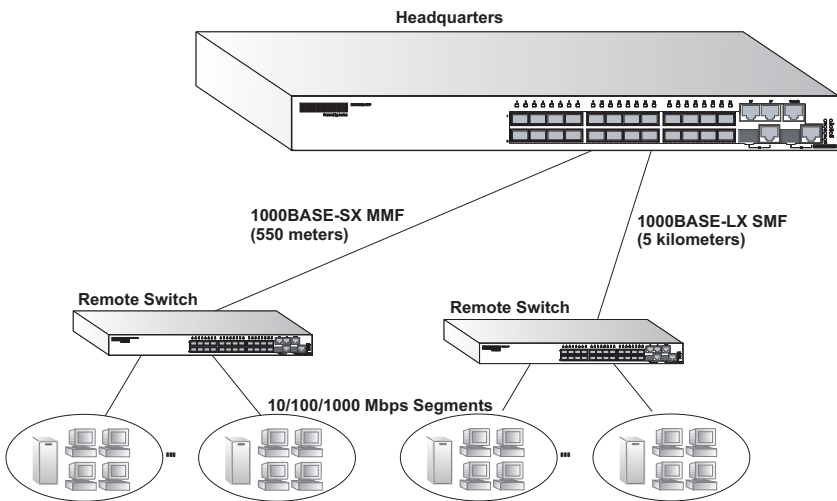 Headquarters
1000BASE-SX MMF
(550 meters)
1000BASE-LX SMF
(5 kilometers)
Remote Switch
Remote Switch
10/100/1000 Mbps Segments
...
...